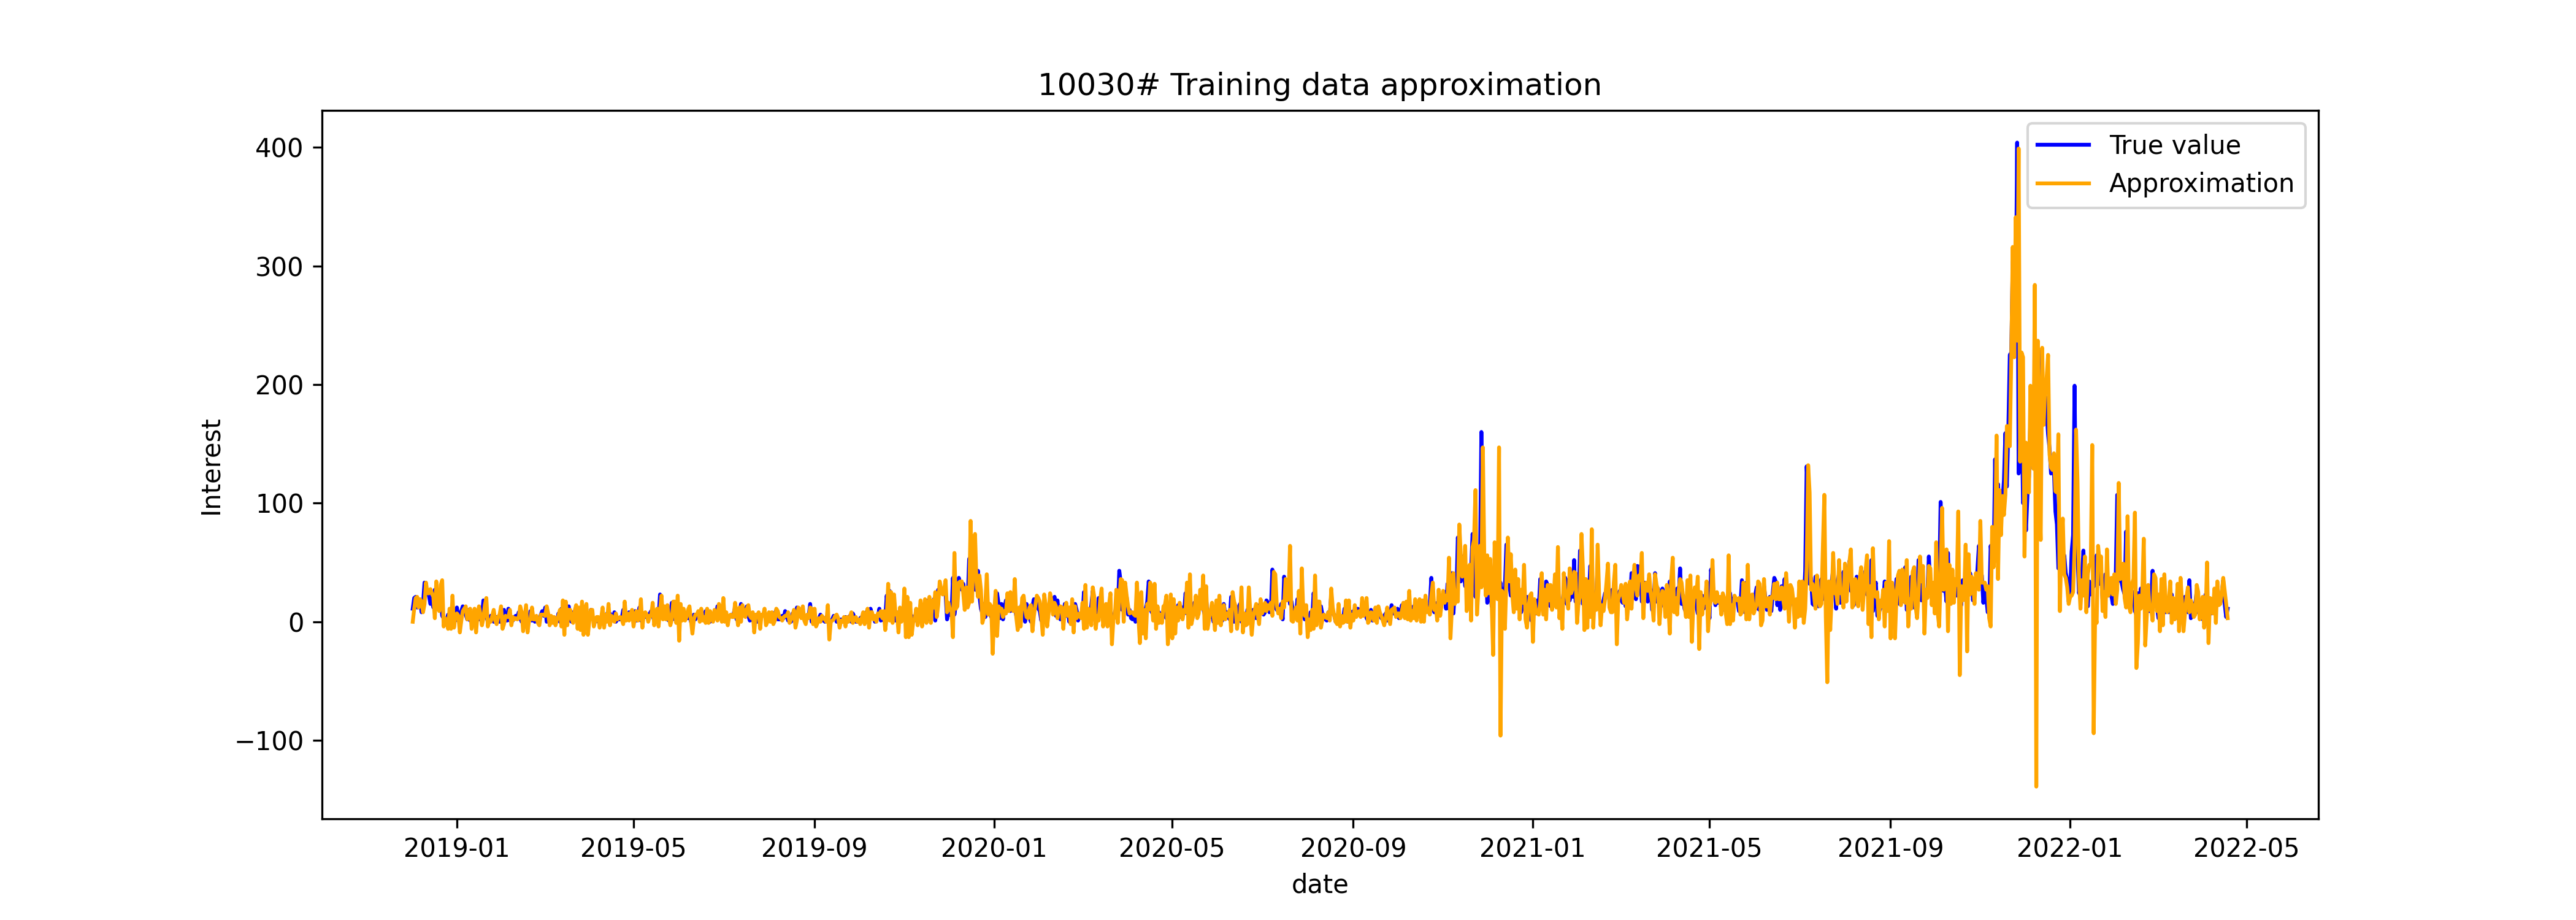 10030# Training data approximation
True value
Approximation
400
300
200
100
0
−100
Interest
2019-01 2019-05 2019-09 2020-01 2020-05 2020-09 2021-01 2021-05 2021-09 2022-01 2022-05
date